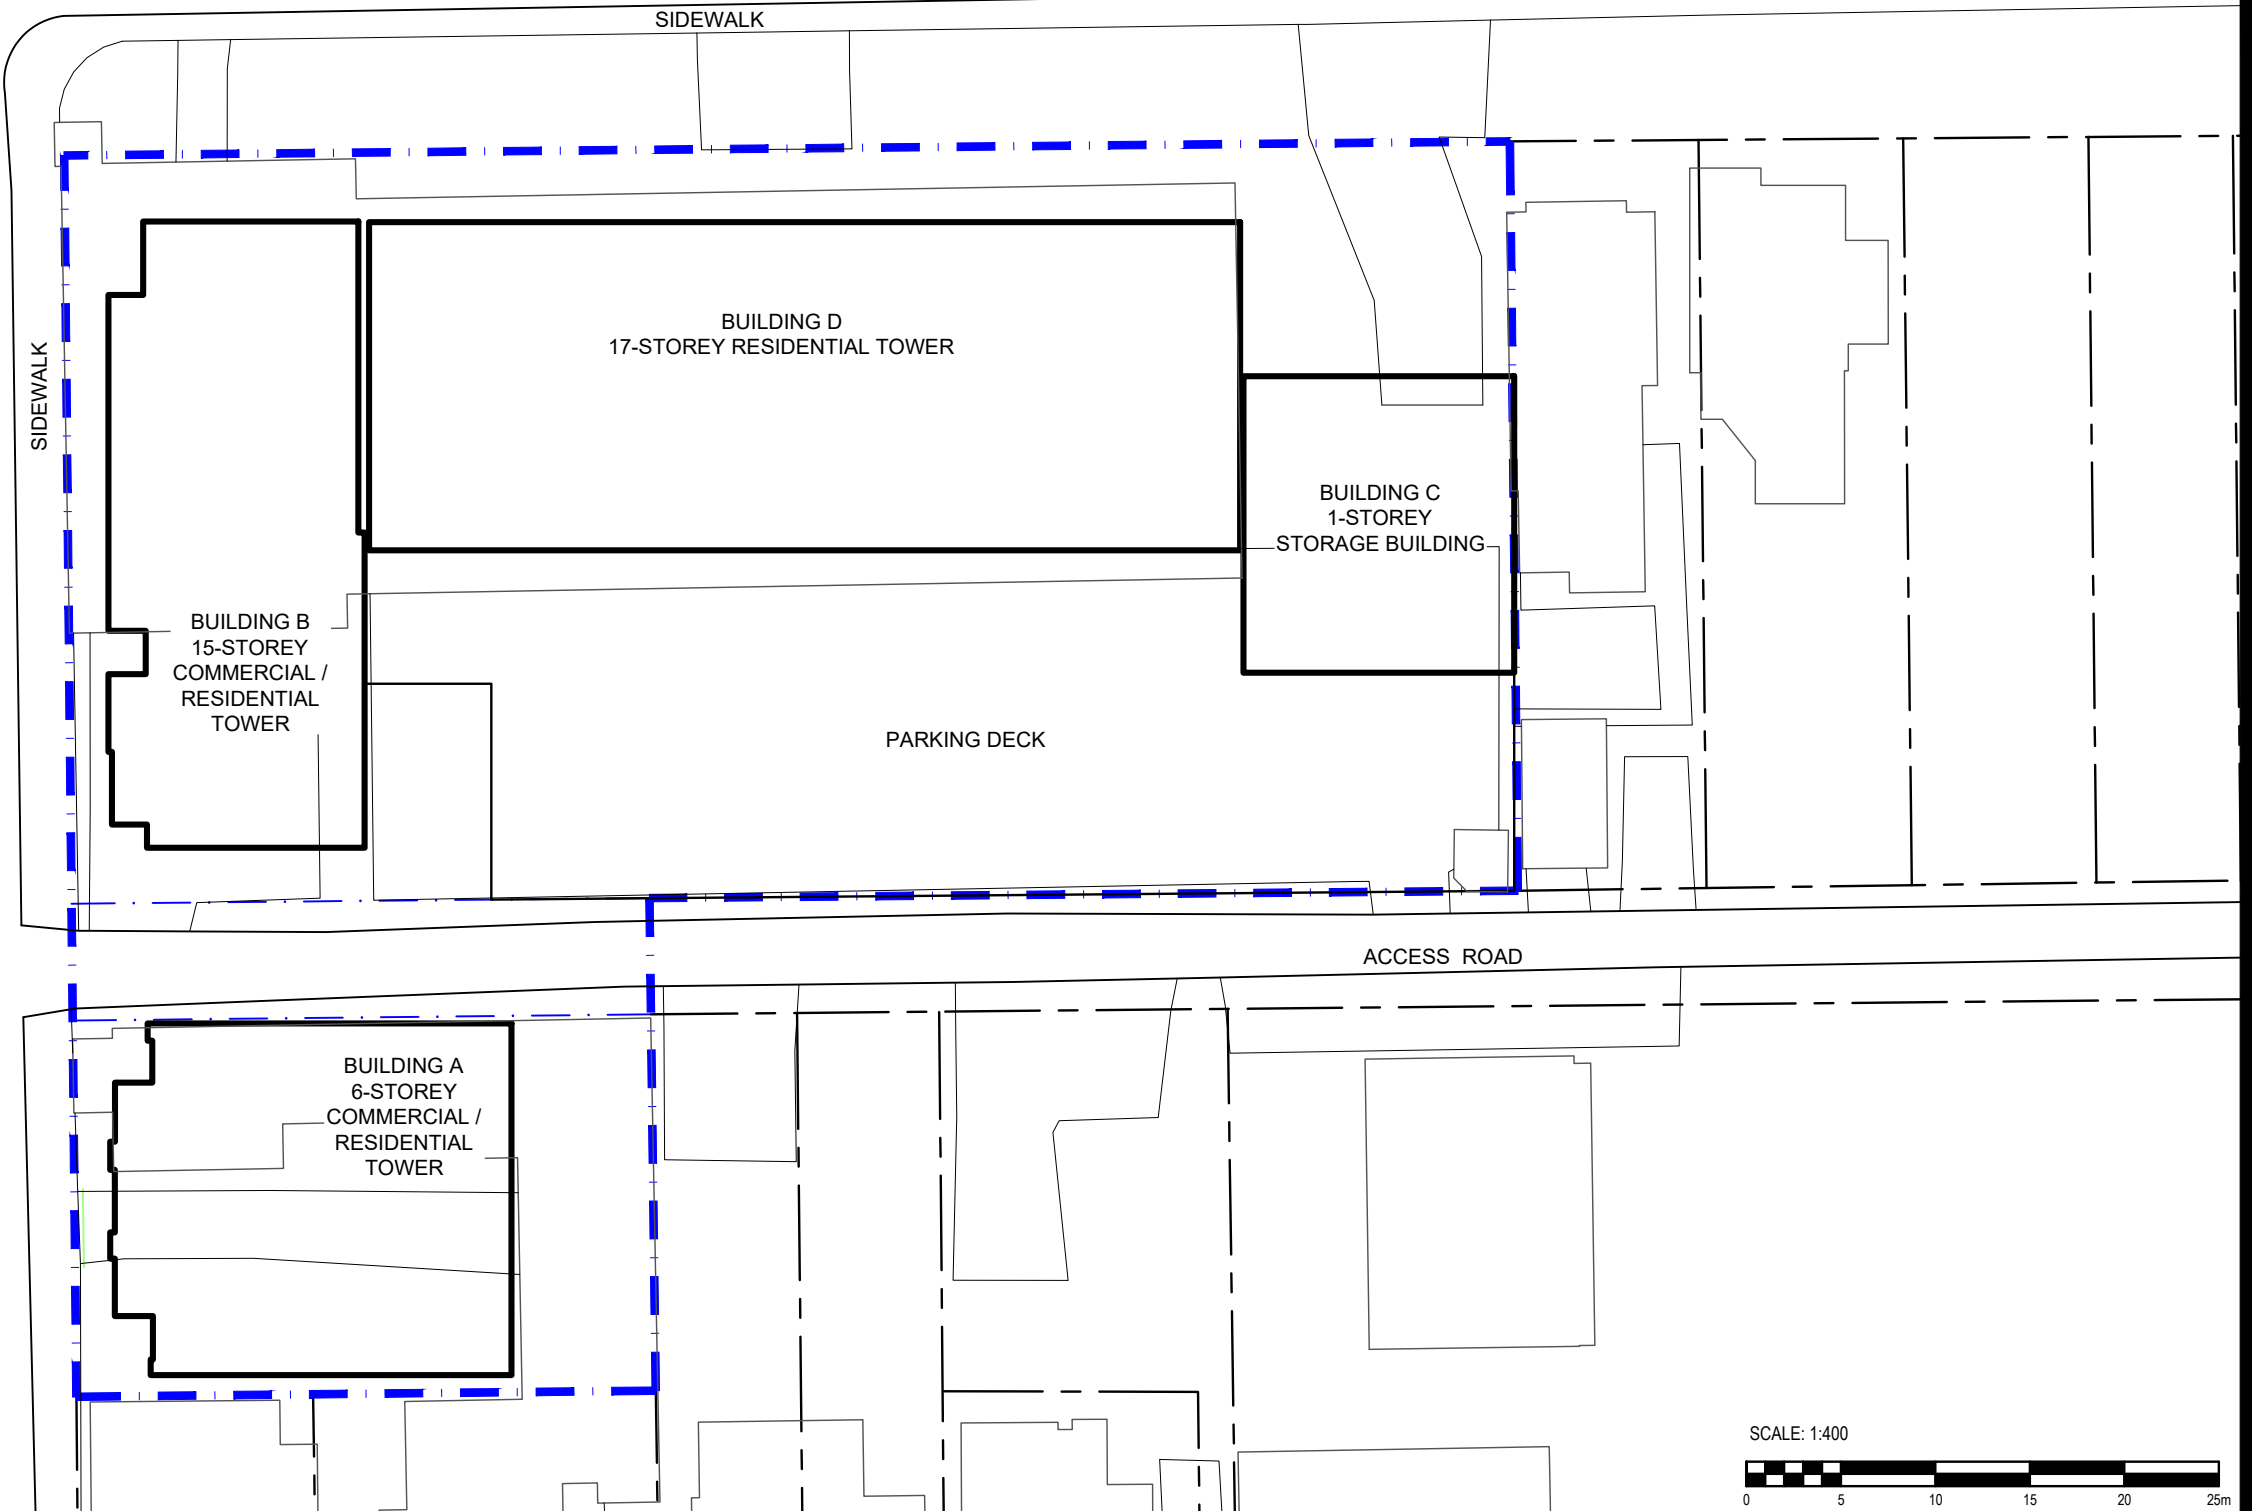 SIDEWALK
SIDEWALK
BUILDING D
17-STOREY RESIDENTIAL TOWER
BUILDING C
1-STOREY
STORAGE BUILDING
BUILDING B
15-STOREY
COMMERCIAL /
RESIDENTIAL
TOWER
PARKING DECK
ACCESS ROAD
BUILDING A
6-STOREY
COMMERCIAL /
RESIDENTIAL
TOWER
SCALE: 1:400
0 5 10 15 20 25m